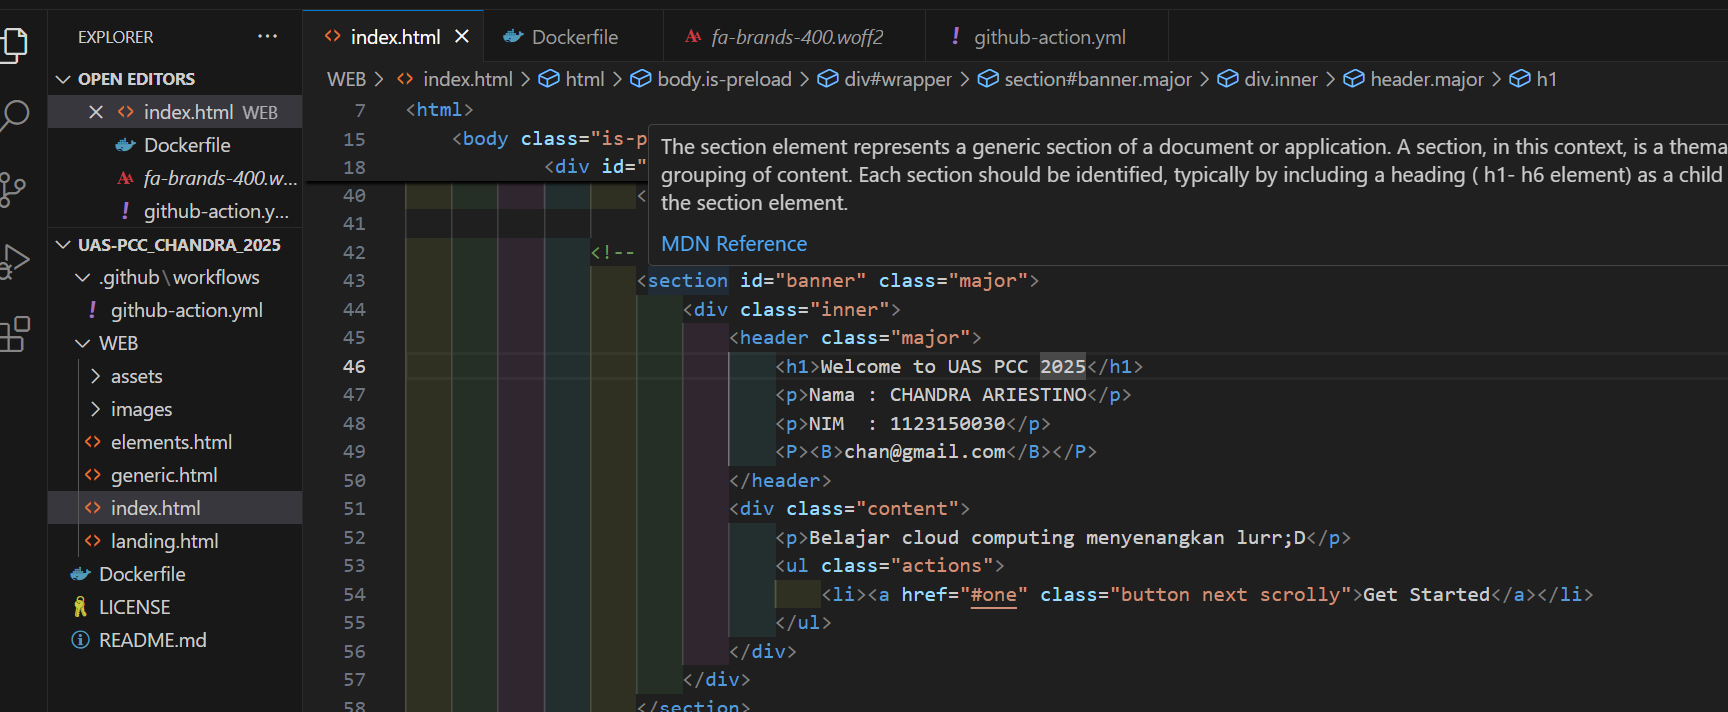 EXPLORER ...
index.html
Dockerfile
fa-brands-400.woff2
github-action.yml
OPEN EDITORS
index.html WEB
Dockerfile
fa-brands-400.w...
github-action.y...
UAS-PCC_CHANDRA_2025
.github\workflows
github-action.yml
WEB
assets
images
elements.html
generic.html
index.html
landing.html
Dockerfile
LICENSE
README.md
WEB > index.html > html > body.is-preload > div#wrapper > section#banner.major > div.inner > header.major > h1
7 <html>
15 <body class="is-p
18 <div id="
The section element represents a generic section of a document or application. A section, in this context, is a thema
grouping of content. Each section should be identified, typically by including a heading ( h1- h6 element) as a child
the section element.
MDN Reference
40 <
41
42 <!--
43 <section id="banner" class="major">
44 <div class="inner">
45 <header class="major">
46 <h1>Welcome to UAS PCC 2025</h1>
47 <p>Nama : CHANDRA ARIESTINO</p>
48 <p>NIM  : 1123150030</p>
49 <P><B>chan@gmail.com</B></P>
50 </header>
51 <div class="content">
52 <p>Belajar cloud computing menyenangkan lurr;D</p>
53 <ul class="actions">
54 <li><a href="#one" class="button next scrolly">Get Started</a></li>
55 </ul>
56 </div>
57 </div>
58 </section>